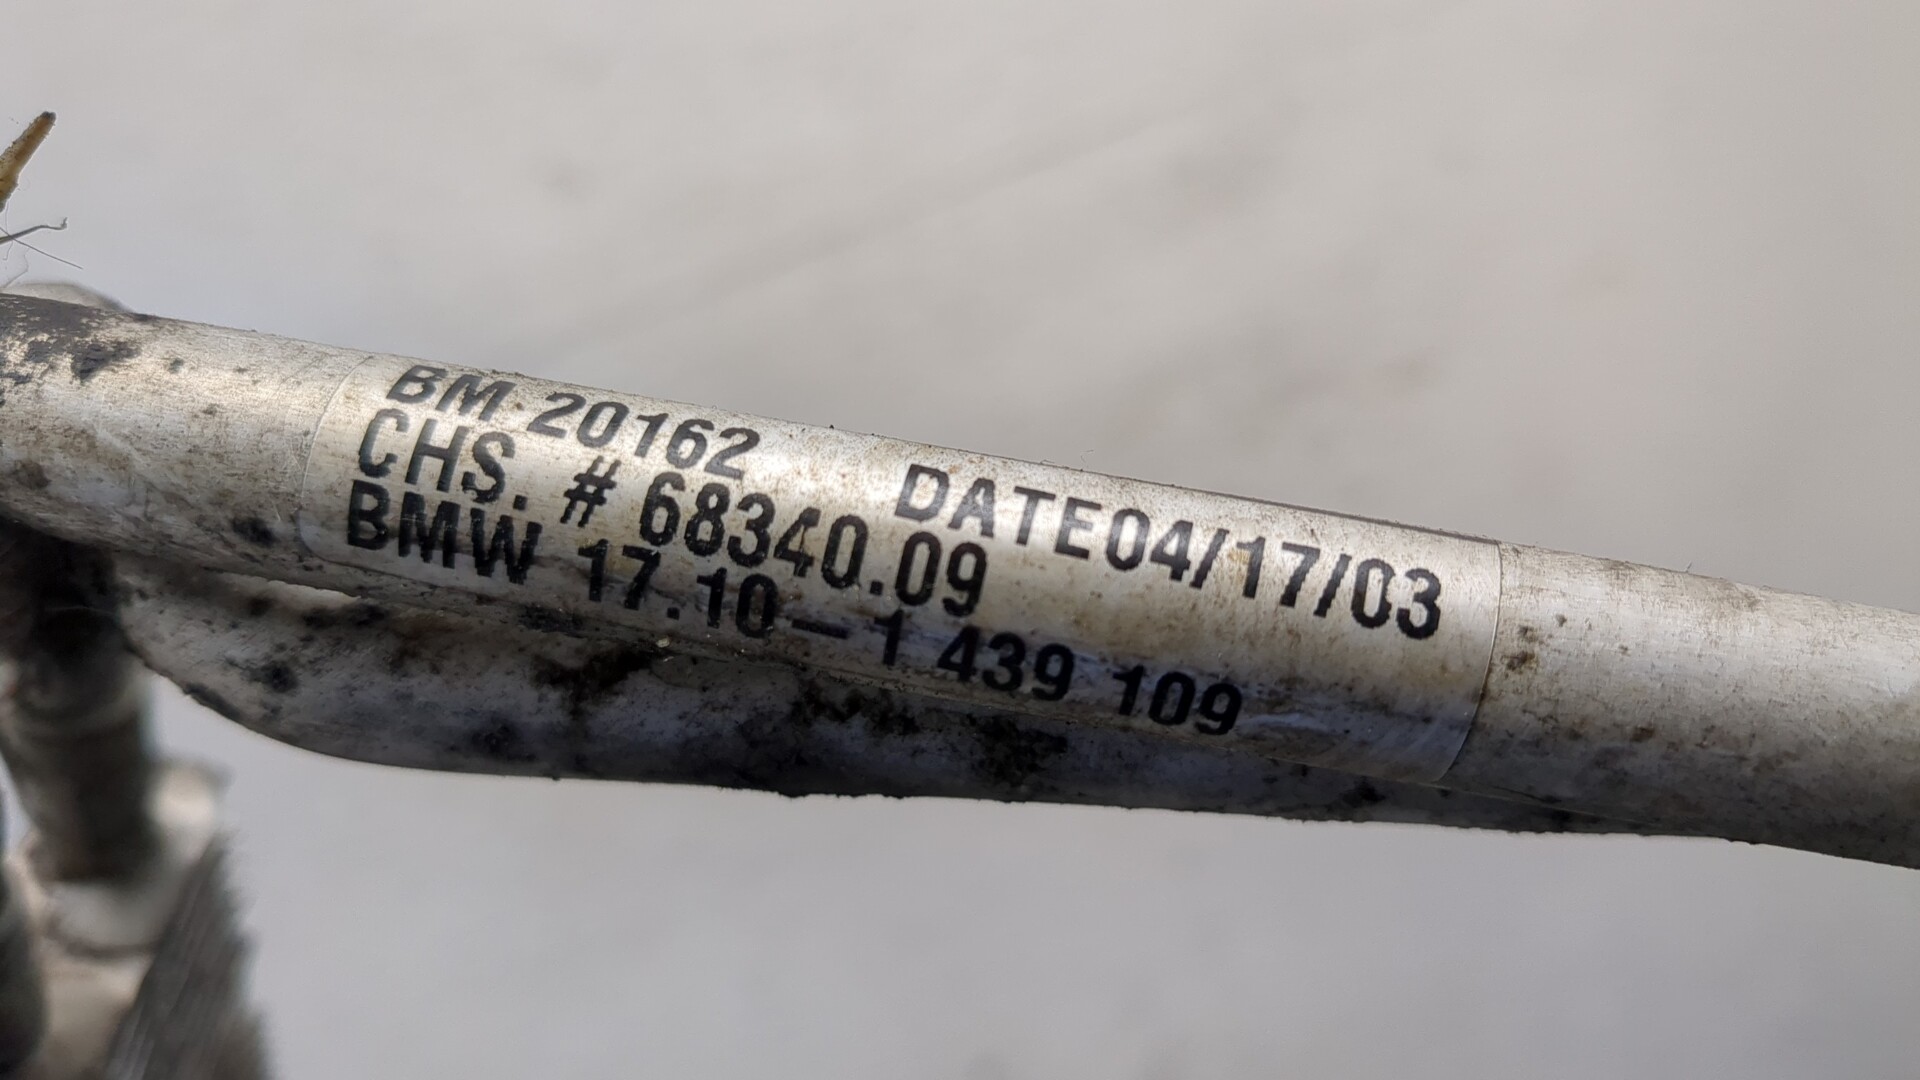 BM 20162
CHS. # 68340.09 DATE04/17/03
BMW 17.10-1 439 109